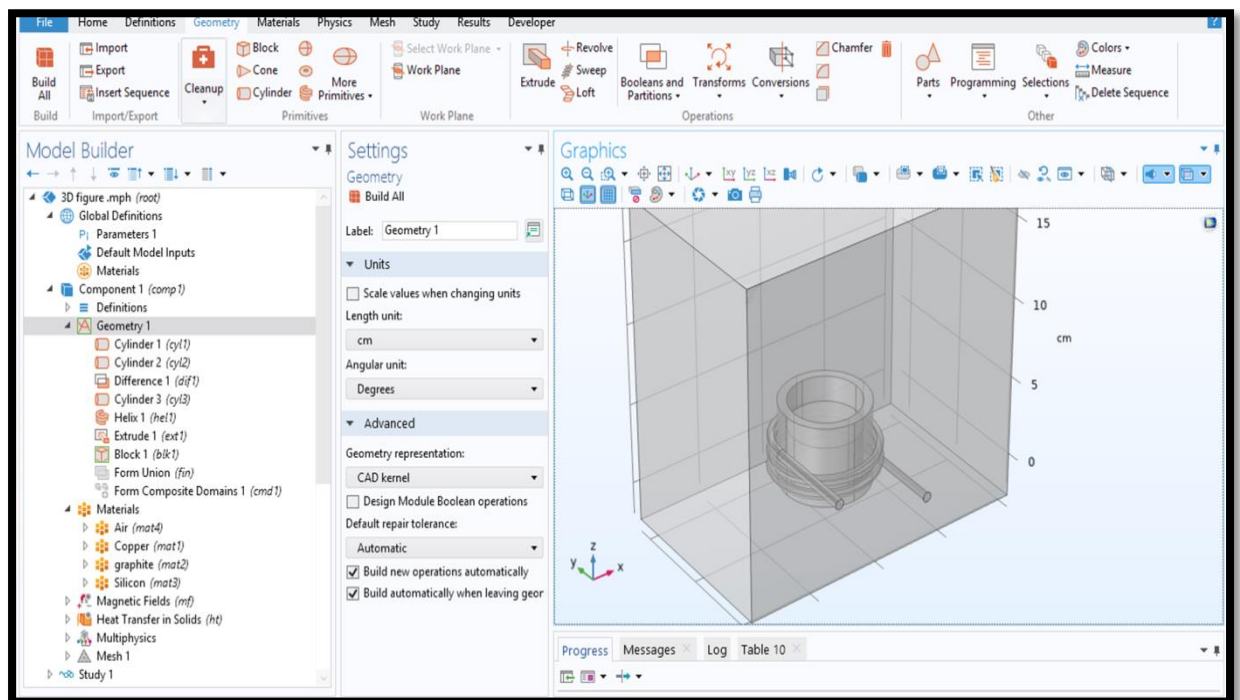 File Home Definitions Geometry Materials Physics Mesh Study Results Developer
?
Import
Export
Insert Sequence
Build All
Cleanup
Block
Cone
Cylinder
More Primitives
Select Work Plane
Work Plane
Extrude
Revolve
Sweep
Loft
Booleans and Partitions
Transforms
Conversions
Chamfer
Parts
Programming
Selections
Colors
Measure
Delete Sequence
Build Import/Export Primitives Work Plane Operations Other
Model Builder
3D figure .mph (root)
Global Definitions
Pi Parameters 1
Default Model Inputs
Materials
Component 1 (comp1)
Definitions
Geometry 1
Cylinder 1 (cyl1)
Cylinder 2 (cyl2)
Difference 1 (dif1)
Cylinder 3 (cyl3)
Helix 1 (hel1)
Extrude 1 (ext1)
Block 1 (blk1)
Form Union (fin)
Form Composite Domains 1 (cmd1)
Materials
Air (mat4)
Copper (mat1)
graphite (mat2)
Silicon (mat3)
Magnetic Fields (mf)
Heat Transfer in Solids (ht)
Multiphysics
Mesh 1
Study 1
Settings
Geometry
Build All
Label: Geometry 1
Units
Scale values when changing units
Length unit:
cm
Angular unit:
Degrees
Advanced
Geometry representation:
CAD kernel
Design Module Boolean operations
Default repair tolerance:
Automatic
Build new operations automatically
Build automatically when leaving geor
Graphics
xy yz xz
15
10
cm
5
0
z
y x
Progress Messages Log Table 10